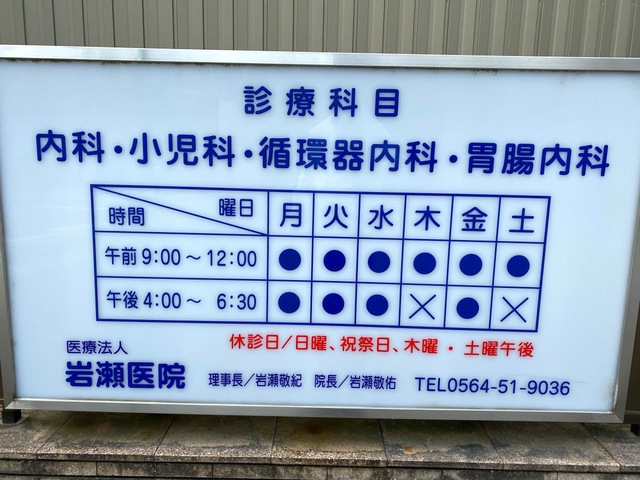 診療科目
内科・小児科・循環器内科・胃腸内科
時間 曜日 月 火 水 木 金 土
午前 9:00 〜 12:00 ● ● ● ● ● ●
午後 4:00 〜 6:30 ● ● ● × ● ×
休診日/日曜、祝祭日、木曜・土曜午後
医療法人
岩瀬医院 理事長/岩瀬敬紀 院長/岩瀬敬佑 TEL0564-51-9036